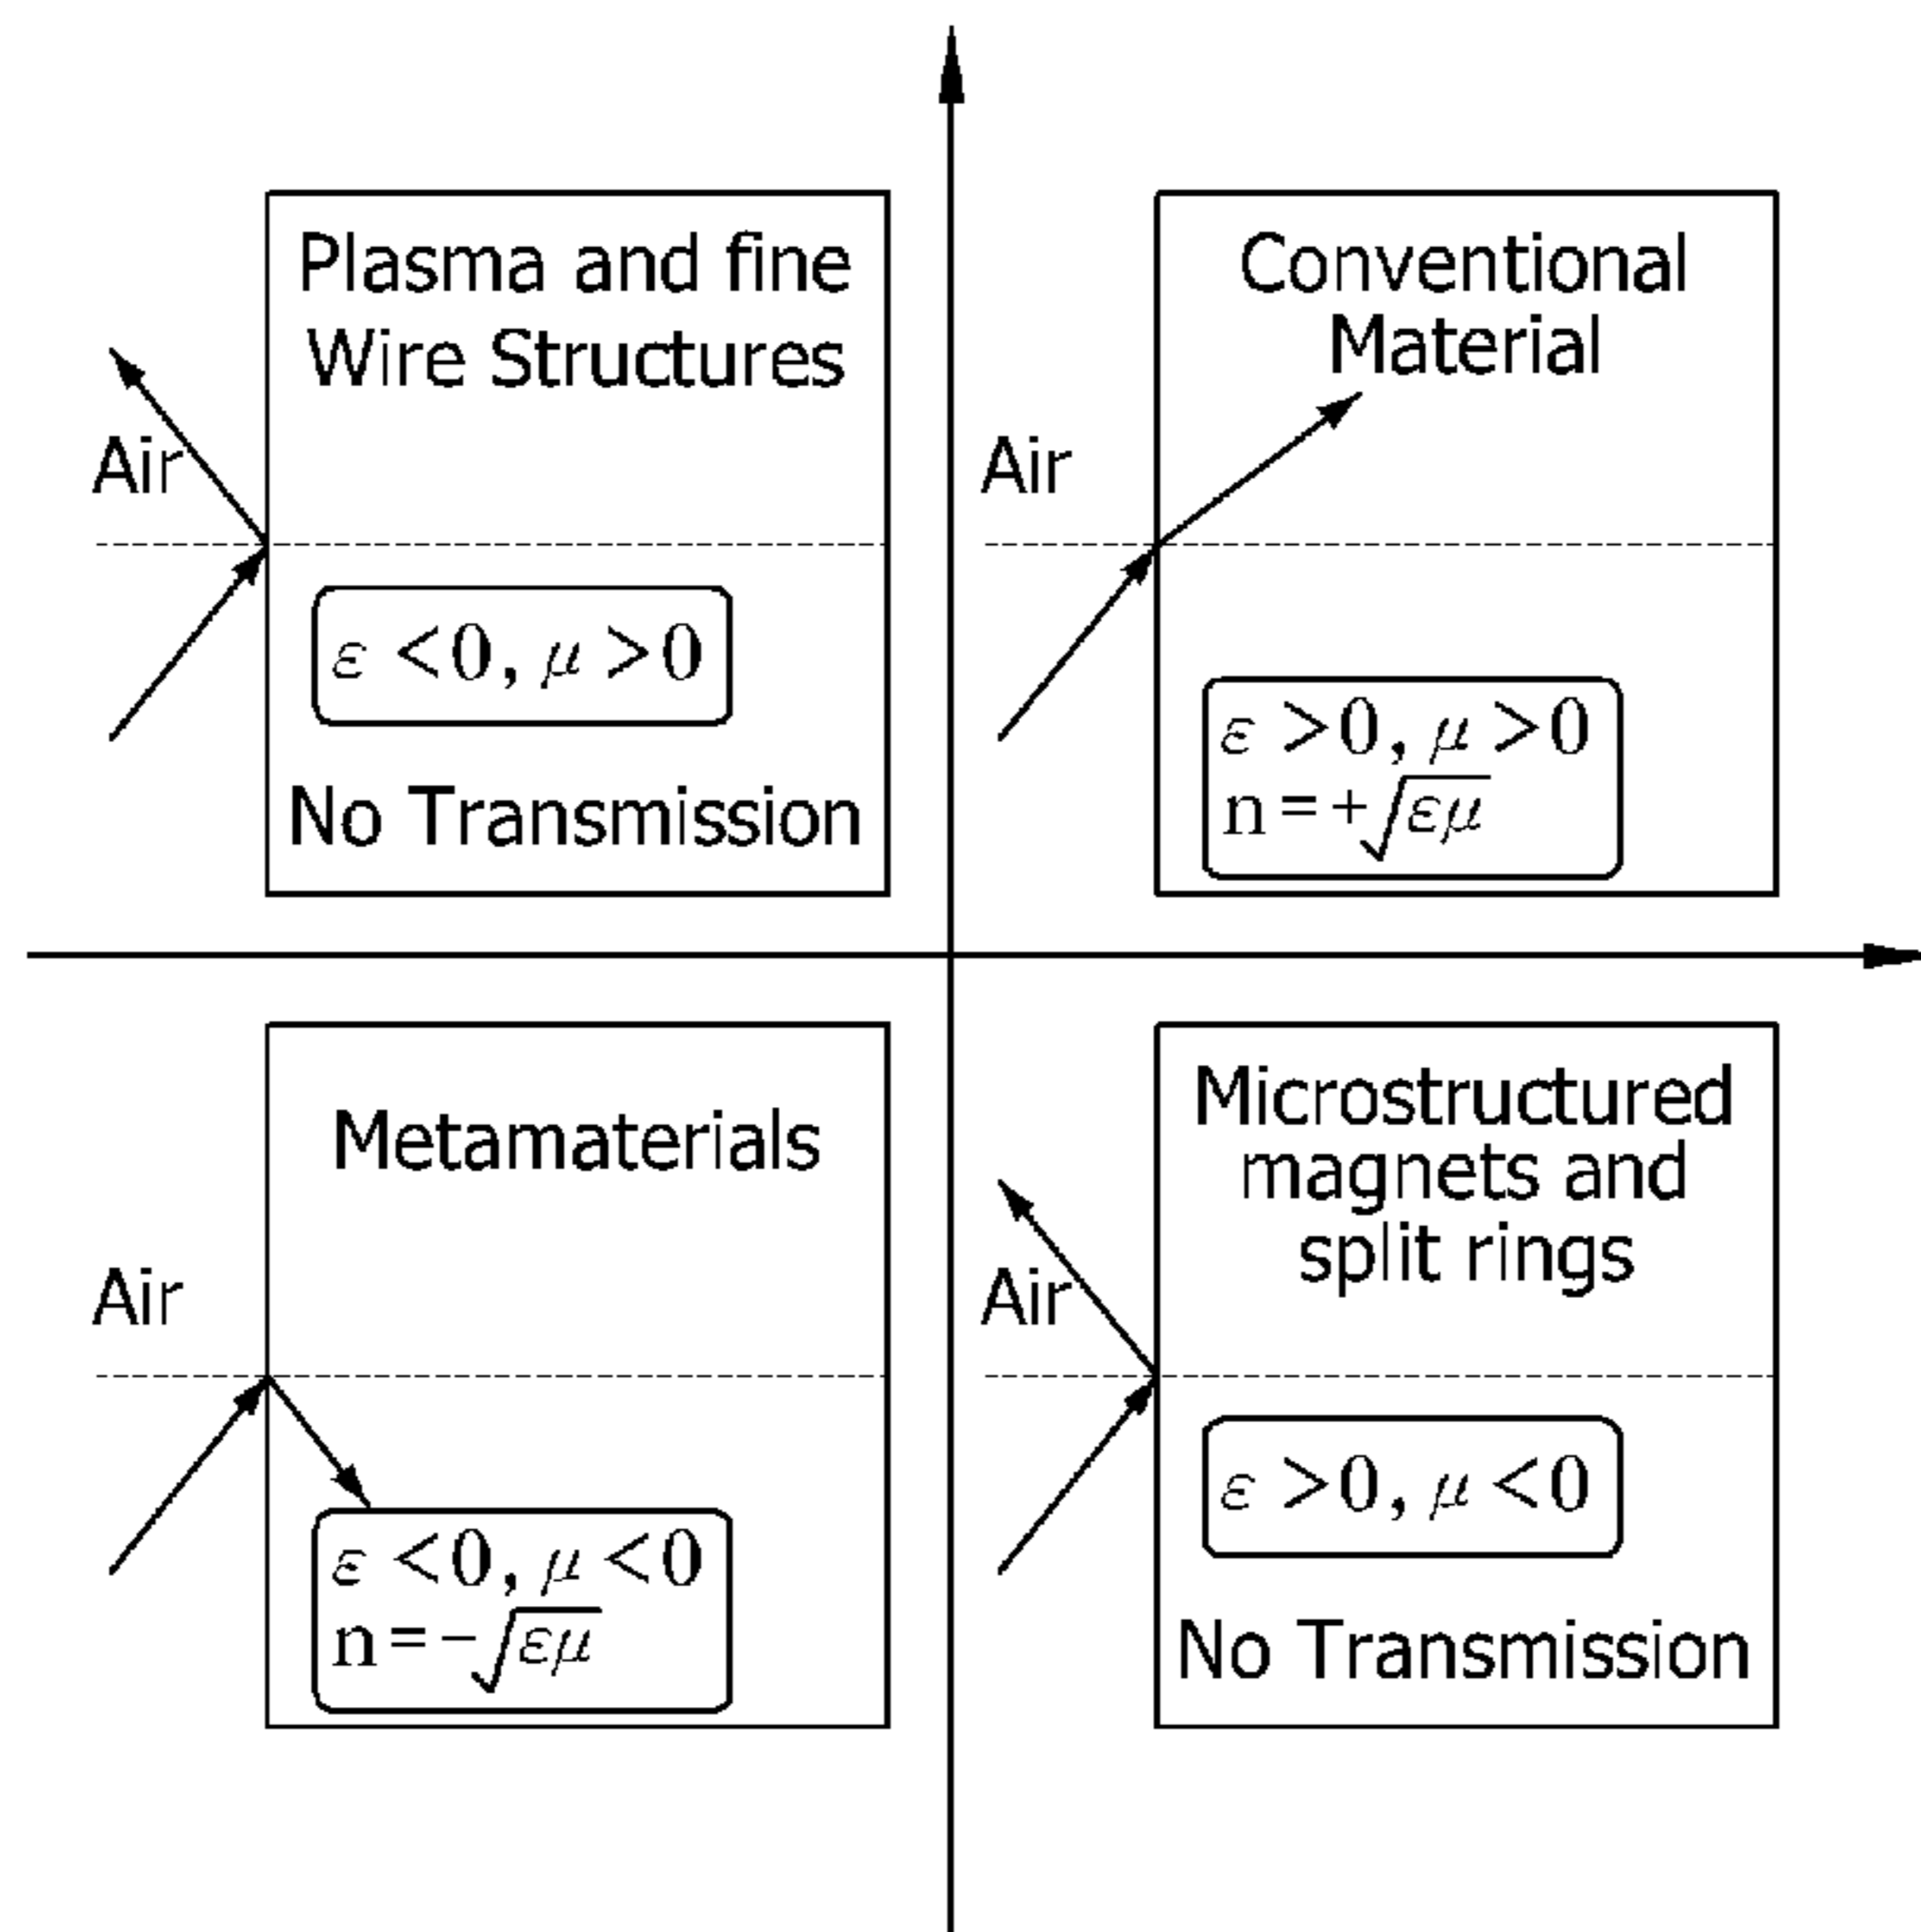 Plasma and fine
Wire Structures
Air
ε <0, μ >0
No Transmission
Conventional
Material
Air
ε >0, μ >0
n=+√εμ
Metamaterials
Air
ε <0, μ <0
n=-√εμ
Microstructured
magnets and
split rings
Air
ε >0, μ <0
No Transmission